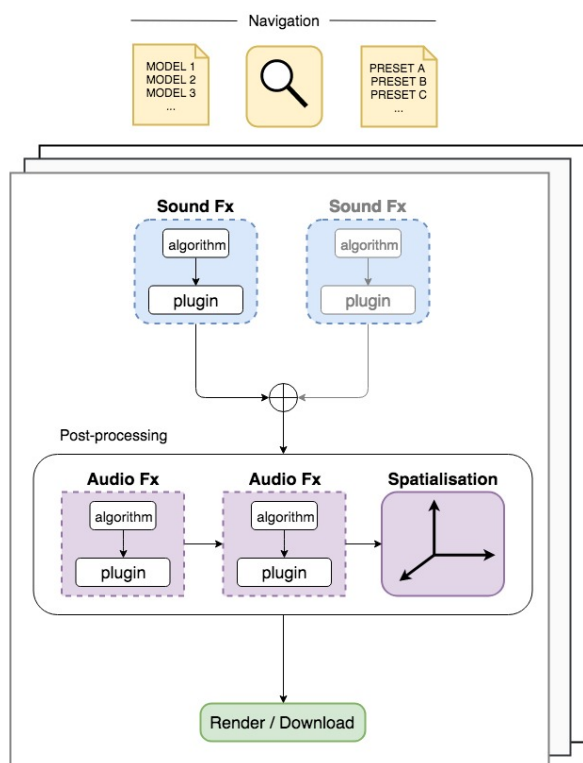 Navigation
MODEL 1
MODEL 2
MODEL 3
...
PRESET A
PRESET B
PRESET C
...
Sound Fx
algorithm
plugin
Sound Fx
algorithm
plugin
Post-processing
Audio Fx
algorithm
plugin
Audio Fx
algorithm
plugin
Spatialisation
Render / Download